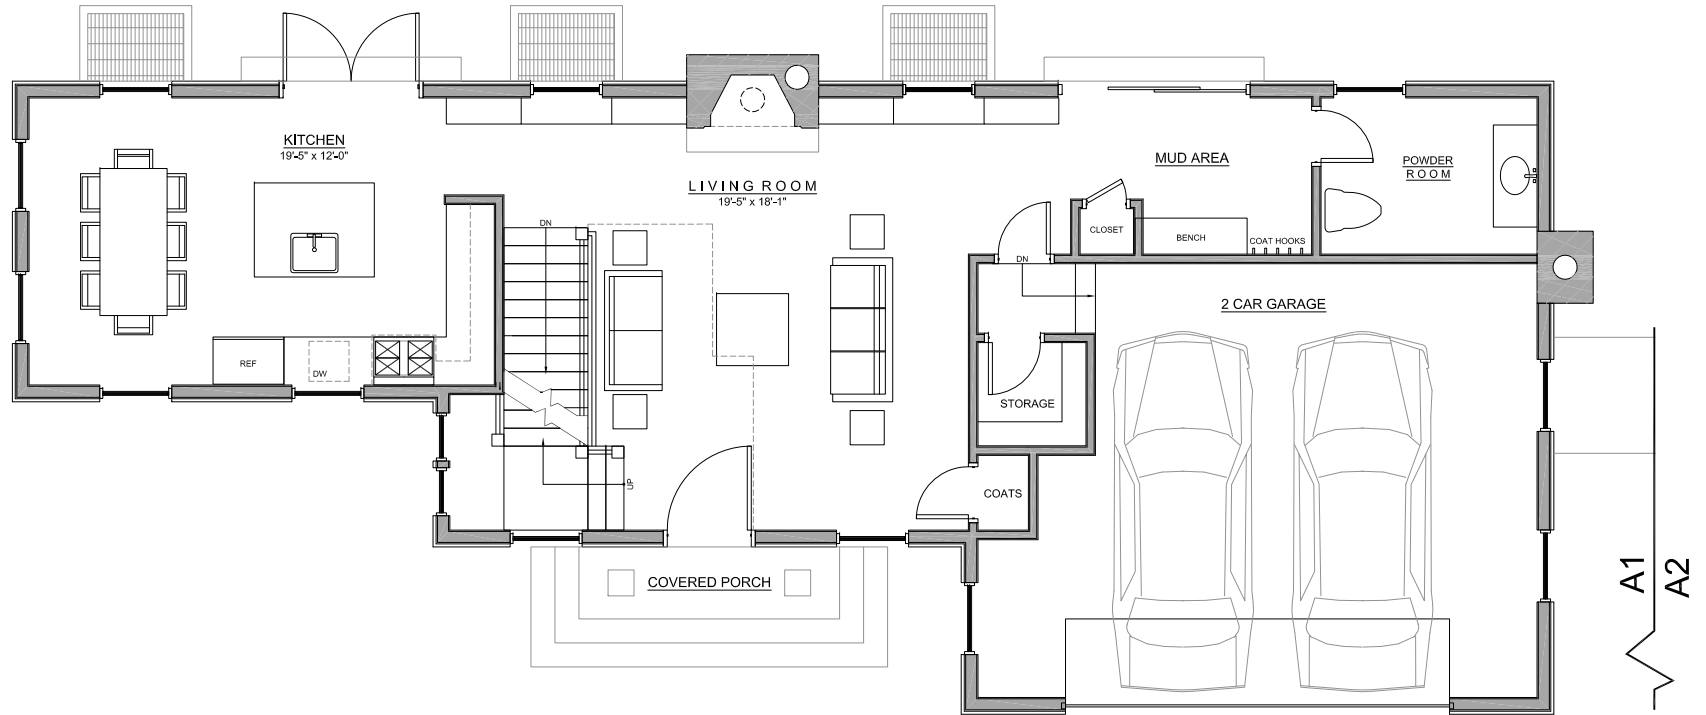 KITCHEN
19'-5" x 12'-0"
LIVING ROOM
19'-5" x 18'-1"
MUD AREA
POWDER
ROOM
CLOSET
BENCH
COAT HOOKS
DN
DN
2 CAR GARAGE
REF
DW
STORAGE
UP
COATS
COVERED PORCH
A1
A2